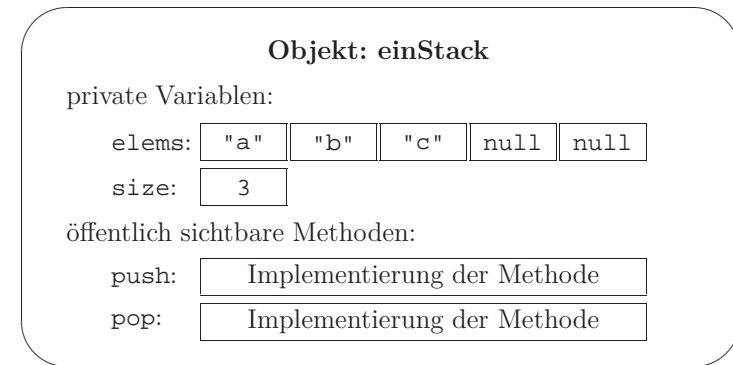 Objekt: einStack
private Variablen:
elems: "a" "b" "c" null null
size: 3
öffentlich sichtbare Methoden:
push: Implementierung der Methode
pop: Implementierung der Methode